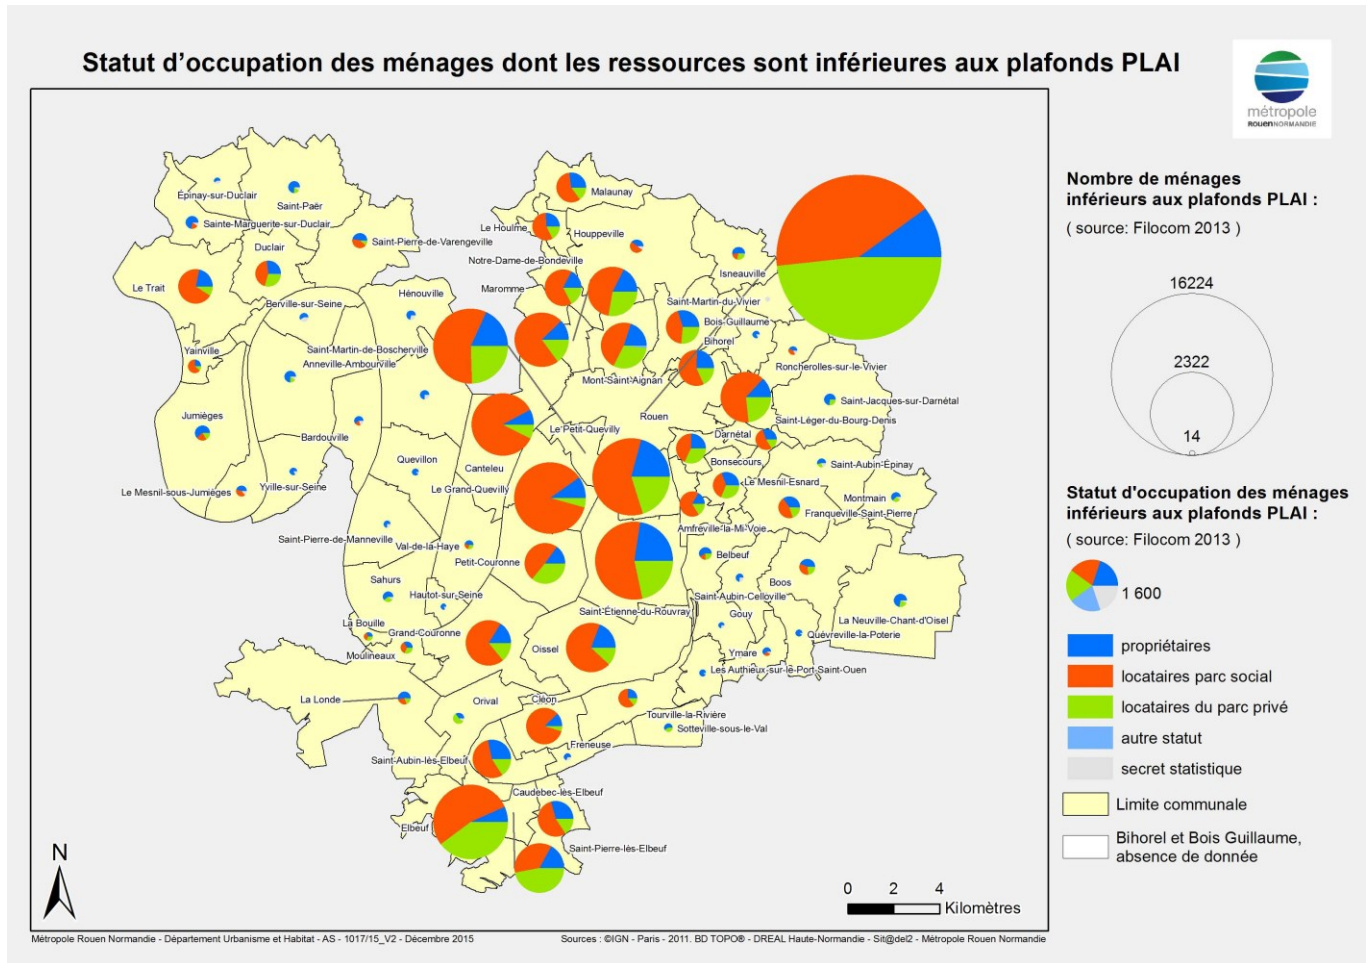 Statut d’occupation des ménages dont les ressources sont inférieures aux plafonds PLAI
métropole
ROUENNORMANDIE
Épinay-sur-Duclair
Saint-Paër
Sainte-Marguerite-sur-Duclair
Duclair
Saint-Pierre-de-Varengeville
Le Trait
Berville-sur-Seine
Hénouville
Yainville
Saint-Martin-de-Boscherville
Anneville-Ambourville
Jumièges
Bardouville
Le Mesnil-sous-Jumièges
Yville-sur-Seine
Quevillon
Canteleu
Saint-Pierre-de-Manneville
Val-de-la-Haye
Sahurs
Hautot-sur-Seine
La Bouille
Moulineaux
Grand-Couronne
La Londe
Malaunay
Le Houlme
Houppeville
Notre-Dame-de-Bondeville
Isneauville
Maromme
Saint-Martin-du-Vivier
Bois-Guillaume
Bihorel
Mont-Saint-Aignan
Roncherolles-sur-le-Vivier
Rouen
Saint-Jacques-sur-Darnétal
Saint-Léger-du-Bourg-Denis
Le Petit-Quevilly
Darnétal
Bonsecours
Saint-Aubin-Épinay
Le Grand-Quevilly
Le Mesnil-Esnard
Montmain
Franqueville-Saint-Pierre
Amfreville-la-Mi-Voie
Petit-Couronne
Belbeuf
Boos
Saint-Aubin-Celloville
Saint-Étienne-du-Rouvray
Gouy
La Neuville-Chant-d'Oisel
Quévreville-la-Poterie
Oissel
Ymare
Les Authieux-sur-le-Port-Saint-Ouen
Orival
Cléon
Tourville-la-Rivière
Sotteville-sous-le-Val
Freneuse
Saint-Aubin-lès-Elbeuf
Caudebec-lès-Elbeuf
Elbeuf
Saint-Pierre-lès-Elbeuf
N
0 2 4
Kilomètres
Nombre de ménages
inférieurs aux plafonds PLAI :
( source: Filocom 2013 )
16224
2322
14
Statut d'occupation des ménages
inférieurs aux plafonds PLAI :
( source: Filocom 2013 )
1 600
propriétaires
locataires parc social
locataires du parc privé
autre statut
secret statistique
Limite communale
Bihorel et Bois Guillaume,
absence de donnée
Métropole Rouen Normandie - Département Urbanisme et Habitat - AS - 1017/15_V2 - Décembre 2015
Sources : ©IGN - Paris - 2011. BD TOPO® - DREAL Haute-Normandie - Sit@del2 - Métropole Rouen Normandie